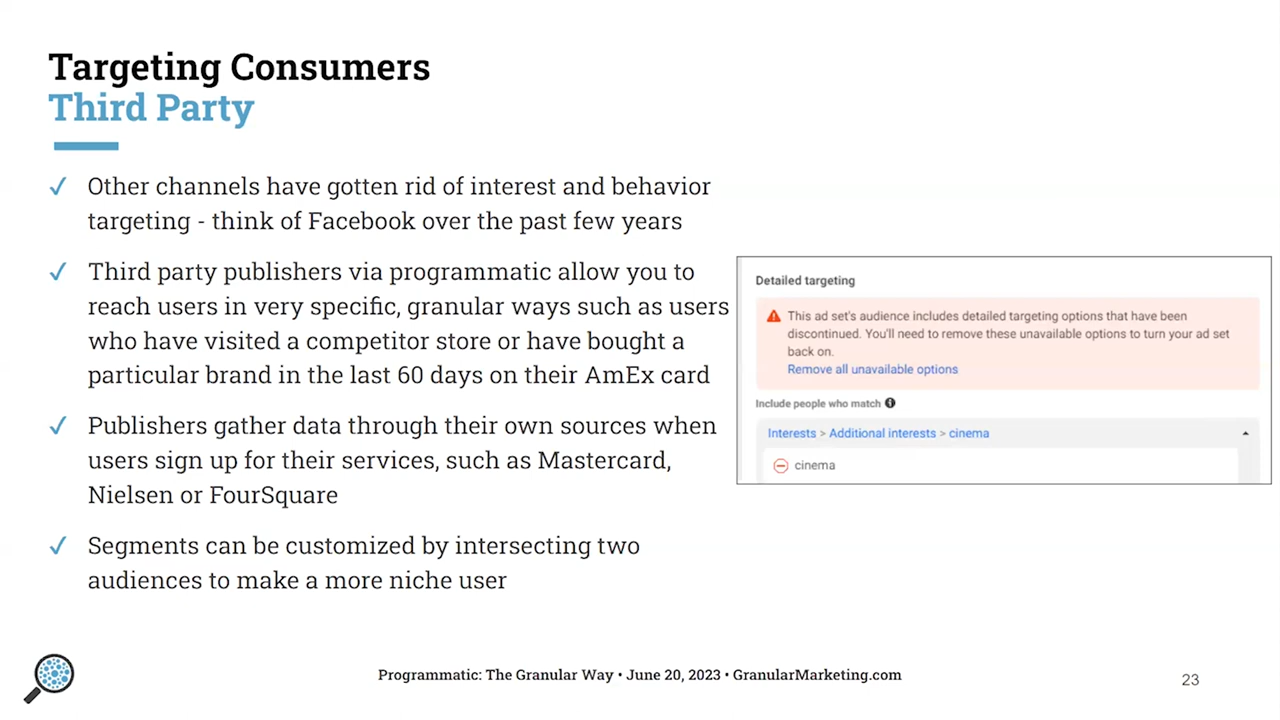 Targeting Consumers
Third Party
✓ Other channels have gotten rid of interest and behavior
targeting - think of Facebook over the past few years
✓ Third party publishers via programmatic allow you to
reach users in very specific, granular ways such as users
who have visited a competitor store or have bought a
particular brand in the last 60 days on their AmEx card
✓ Publishers gather data through their own sources when
users sign up for their services, such as Mastercard,
Nielsen or FourSquare
✓ Segments can be customized by intersecting two
audiences to make a more niche user
Detailed targeting
This ad set's audience includes detailed targeting options that have been
discontinued. You'll need to remove these unavailable options to turn your ad set
back on.
Remove all unavailable options
Include people who match
Interests > Additional interests > cinema
cinema
Programmatic: The Granular Way • June 20, 2023 • GranularMarketing.com
23